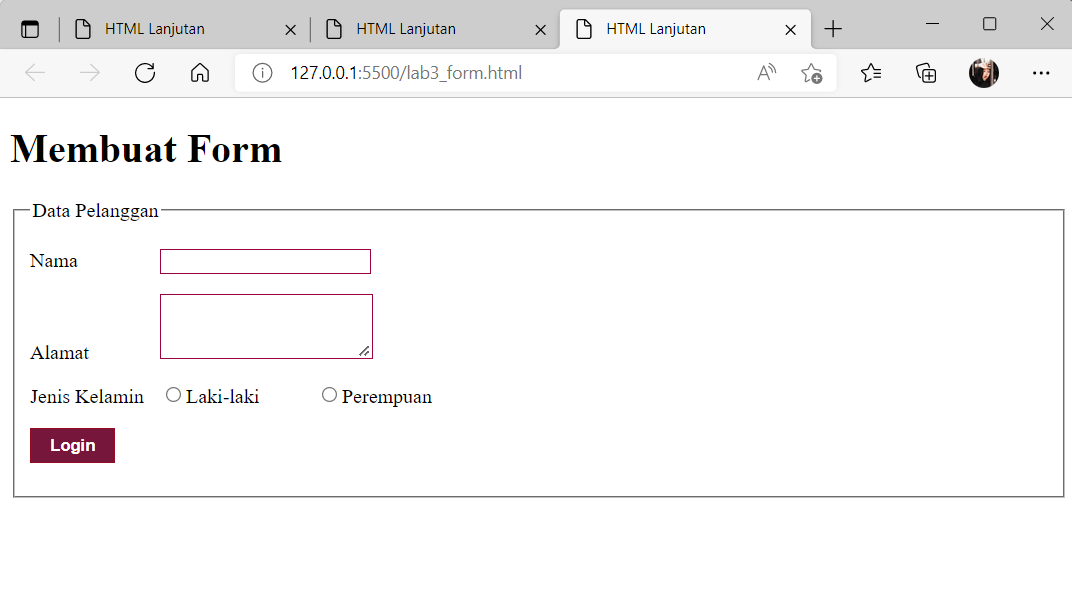 HTML Lanjutan
HTML Lanjutan
HTML Lanjutan
127.0.0.1:5500/lab3_form.html
Membuat Form
Data Pelanggan
Nama
Alamat
Jenis Kelamin Laki-laki Perempuan
Login